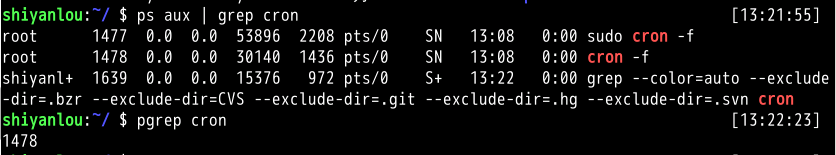 shiyanlou:~/ $ ps aux | grep cron [13:21:55]
root 1477 0.0 0.0 53896 2208 pts/0 SN 13:08 0:00 sudo cron -f
root 1478 0.0 0.0 30140 1436 pts/0 SN 13:08 0:00 cron -f
shiyanl+ 1639 0.0 0.0 15376 972 pts/0 S+ 13:22 0:00 grep --color=auto --exclude
-dir=.bzr --exclude-dir=CVS --exclude-dir=.git --exclude-dir=.hg --exclude-dir=.svn cron
shiyanlou:~/ $ pgrep cron [13:22:23]
1478